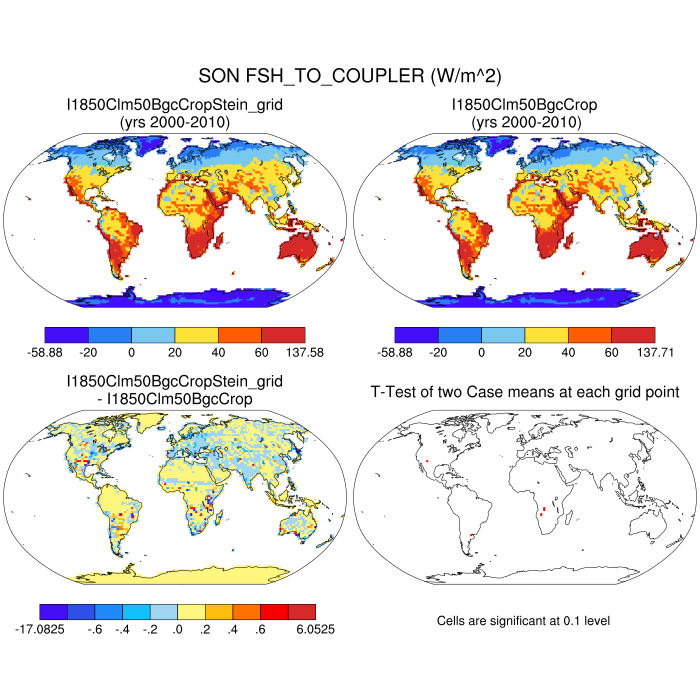 SON FSH_TO_COUPLER (W/m^2)
I1850Clm50BgcCropStein_grid
(yrs 2000-2010)
I1850Clm50BgcCrop
(yrs 2000-2010)
-58.88 -20 0 20 40 60 137.58
-58.88 -20 0 20 40 60 137.71
I1850Clm50BgcCropStein_grid
- I1850Clm50BgcCrop
T-Test of two Case means at each grid point
-17.0825 -.6 -.4 -.2 .0 .2 .4 .6 6.0525
Cells are significant at 0.1 level